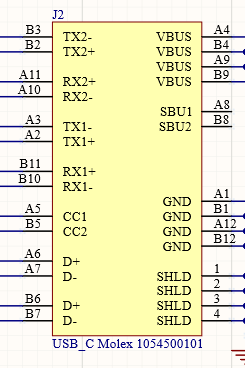 J2
B3 TX2- VBUS A4
B2 TX2+ VBUS B4
VBUS A9
A11 RX2+ VBUS B9
A10 RX2-
SBU1 A8
A3 TX1- SBU2 B8
A2 TX1+
B11 RX1+
B10 RX1-
GND A1
A5 CC1 GND B1
B5 CC2 GND A12
GND B12
A6 D+
A7 D- SHLD 1
SHLD 2
B6 D+ SHLD 3
B7 D- SHLD 4
USB_C Molex 1054500101